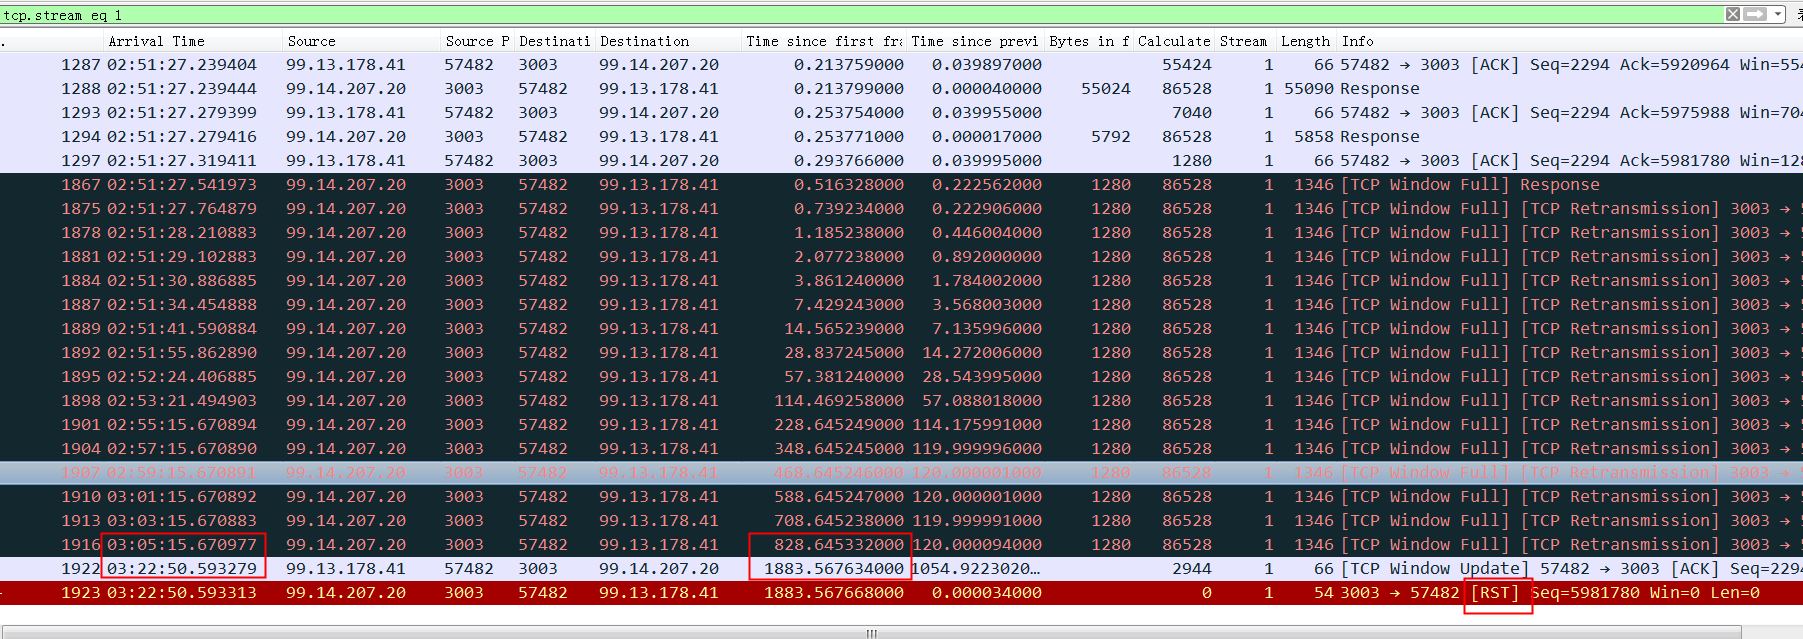 tcp.stream eq 1
. Arrival Time Source Source P Destinati Destination Time since first fra Time since previ Bytes in f Calculate Stream Length Info
1287 02:51:27.239404 99.13.178.41 57482 3003 99.14.207.20 0.213759000 0.039897000 55424 1 66 57482 → 3003 [ACK] Seq=2294 Ack=5920964 Win=554
1288 02:51:27.239444 99.14.207.20 3003 57482 99.13.178.41 0.213799000 0.000040000 55024 86528 1 55090 Response
1293 02:51:27.279399 99.13.178.41 57482 3003 99.14.207.20 0.253754000 0.039955000 7040 1 66 57482 → 3003 [ACK] Seq=2294 Ack=5975988 Win=704
1294 02:51:27.279416 99.14.207.20 3003 57482 99.13.178.41 0.253771000 0.000017000 5792 86528 1 5858 Response
1297 02:51:27.319411 99.13.178.41 57482 3003 99.14.207.20 0.293766000 0.039995000 1280 1 66 57482 → 3003 [ACK] Seq=2294 Ack=5981780 Win=128
1867 02:51:27.541973 99.14.207.20 3003 57482 99.13.178.41 0.516328000 0.222562000 1280 86528 1 1346 [TCP Window Full] Response
1875 02:51:27.764879 99.14.207.20 3003 57482 99.13.178.41 0.739234000 0.222906000 1280 86528 1 1346 [TCP Window Full] [TCP Retransmission] 3003 →
1878 02:51:28.210883 99.14.207.20 3003 57482 99.13.178.41 1.185238000 0.446004000 1280 86528 1 1346 [TCP Window Full] [TCP Retransmission] 3003 →
1881 02:51:29.102883 99.14.207.20 3003 57482 99.13.178.41 2.077238000 0.892000000 1280 86528 1 1346 [TCP Window Full] [TCP Retransmission] 3003 →
1884 02:51:30.886885 99.14.207.20 3003 57482 99.13.178.41 3.861240000 1.784002000 1280 86528 1 1346 [TCP Window Full] [TCP Retransmission] 3003 →
1887 02:51:34.454888 99.14.207.20 3003 57482 99.13.178.41 7.429243000 3.568003000 1280 86528 1 1346 [TCP Window Full] [TCP Retransmission] 3003 →
1889 02:51:41.590884 99.14.207.20 3003 57482 99.13.178.41 14.565239000 7.135996000 1280 86528 1 1346 [TCP Window Full] [TCP Retransmission] 3003 →
1892 02:51:55.862890 99.14.207.20 3003 57482 99.13.178.41 28.837245000 14.272006000 1280 86528 1 1346 [TCP Window Full] [TCP Retransmission] 3003 →
1895 02:52:24.406885 99.14.207.20 3003 57482 99.13.178.41 57.381240000 28.543995000 1280 86528 1 1346 [TCP Window Full] [TCP Retransmission] 3003 →
1898 02:53:21.494903 99.14.207.20 3003 57482 99.13.178.41 114.469258000 57.088018000 1280 86528 1 1346 [TCP Window Full] [TCP Retransmission] 3003 →
1901 02:55:15.670894 99.14.207.20 3003 57482 99.13.178.41 228.645249000 114.175991000 1280 86528 1 1346 [TCP Window Full] [TCP Retransmission] 3003 →
1904 02:57:15.670890 99.14.207.20 3003 57482 99.13.178.41 348.645245000 119.999996000 1280 86528 1 1346 [TCP Window Full] [TCP Retransmission] 3003 →
1907 02:59:15.670891 99.14.207.20 3003 57482 99.13.178.41 468.645246000 120.000001000 1280 86528 1 1346 [TCP Window Full] [TCP Retransmission] 3003 →
1910 03:01:15.670892 99.14.207.20 3003 57482 99.13.178.41 588.645247000 120.000001000 1280 86528 1 1346 [TCP Window Full] [TCP Retransmission] 3003 →
1913 03:03:15.670883 99.14.207.20 3003 57482 99.13.178.41 708.645238000 119.999991000 1280 86528 1 1346 [TCP Window Full] [TCP Retransmission] 3003 →
1916 03:05:15.670977 99.14.207.20 3003 57482 99.13.178.41 828.645332000 120.000094000 1280 86528 1 1346 [TCP Window Full] [TCP Retransmission] 3003 →
1922 03:22:50.593279 99.13.178.41 57482 3003 99.14.207.20 1883.567634000 1054.9223020… 2944 1 66 [TCP Window Update] 57482 → 3003 [ACK] Seq=2294
1923 03:22:50.593313 99.14.207.20 3003 57482 99.13.178.41 1883.567668000 0.000034000 0 1 54 3003 → 57482 [RST] Seq=5981780 Win=0 Len=0